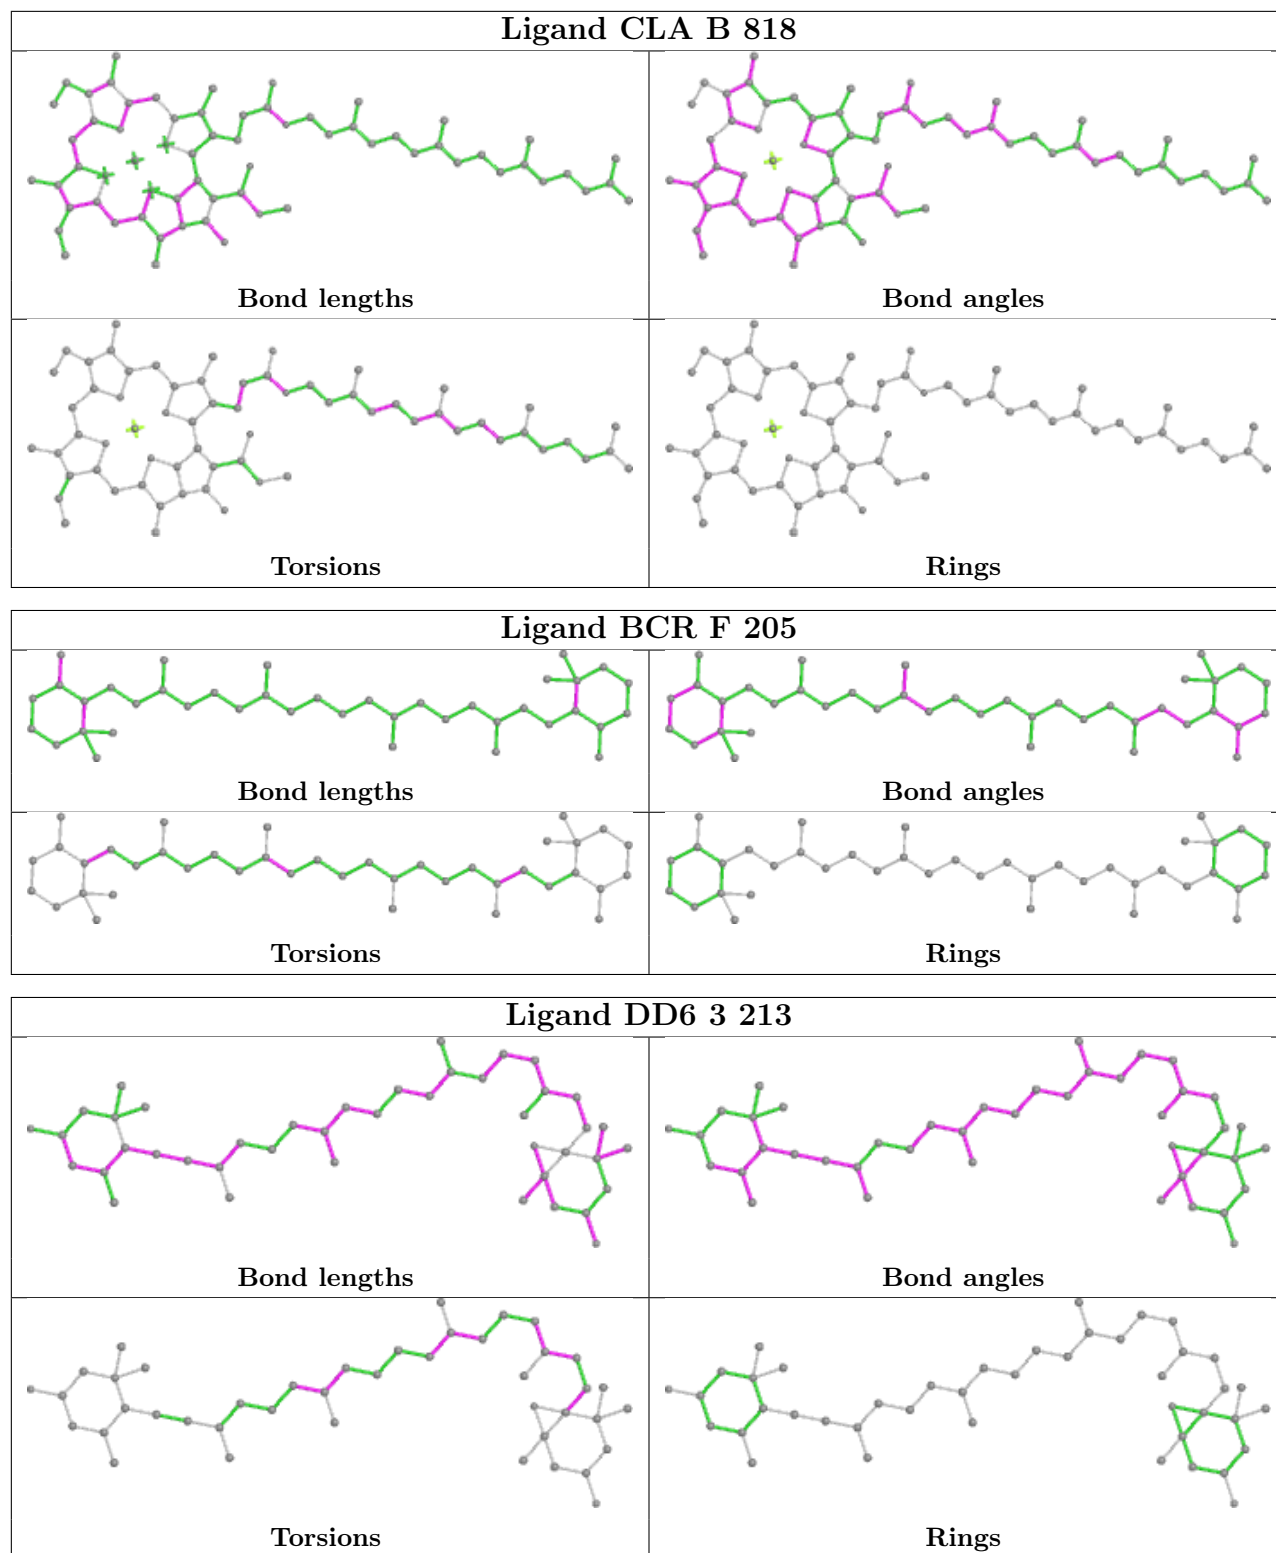 Ligand CLA B 818
Bond lengths
Bond angles
Torsions
Rings
Ligand BCR F 205
Bond lengths
Bond angles
Torsions
Rings
Ligand DD6 3 213
Bond lengths
Bond angles
Torsions
Rings